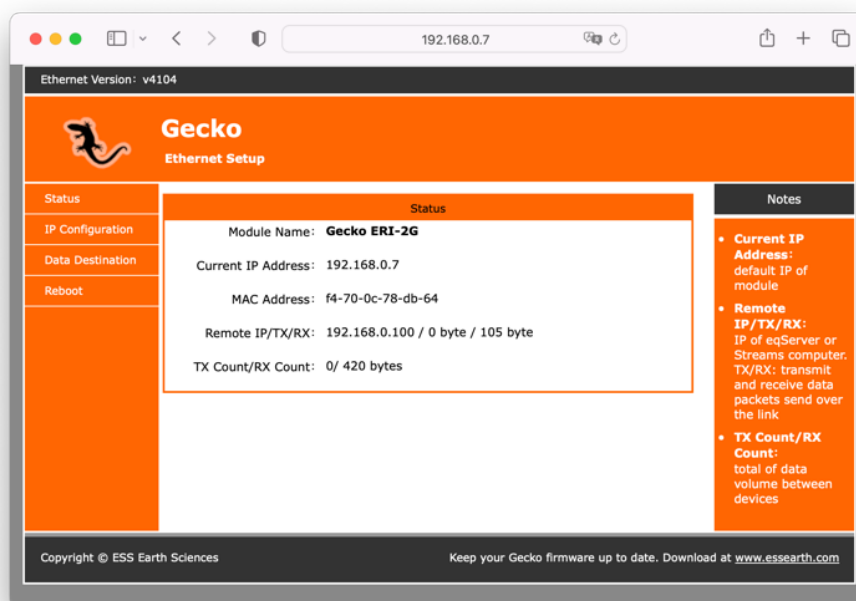 192.168.0.7
Ethernet Version: v4104
Gecko
Ethernet Setup
Status
IP Configuration
Data Destination
Reboot
Status
Module Name: Gecko ERI-2G
Current IP Address: 192.168.0.7
MAC Address: f4-70-0c-78-db-64
Remote IP/TX/RX: 192.168.0.100 / 0 byte / 105 byte
TX Count/RX Count: 0/ 420 bytes
Notes
• Current IP
Address:
default IP of
module
• Remote
IP/TX/RX:
IP of eqServer or
Streams computer.
TX/RX: transmit
and receive data
packets send over
the link
• TX Count/RX
Count:
total of data
volume between
devices
Copyright © ESS Earth Sciences
Keep your Gecko firmware up to date. Download at www.essearth.com